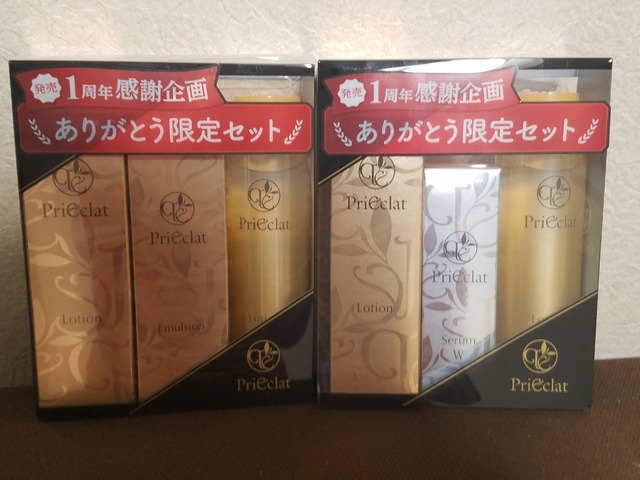 発売
1周年感謝企画
ありがとう限定セット
PriEclat
Lotion
PriEclat
Emulsion
PriEclat
PriEclat
発売
1周年感謝企画
ありがとう限定セット
PriEclat
Lotion
PriEclat
Serum
W
PriEclat
PriEclat